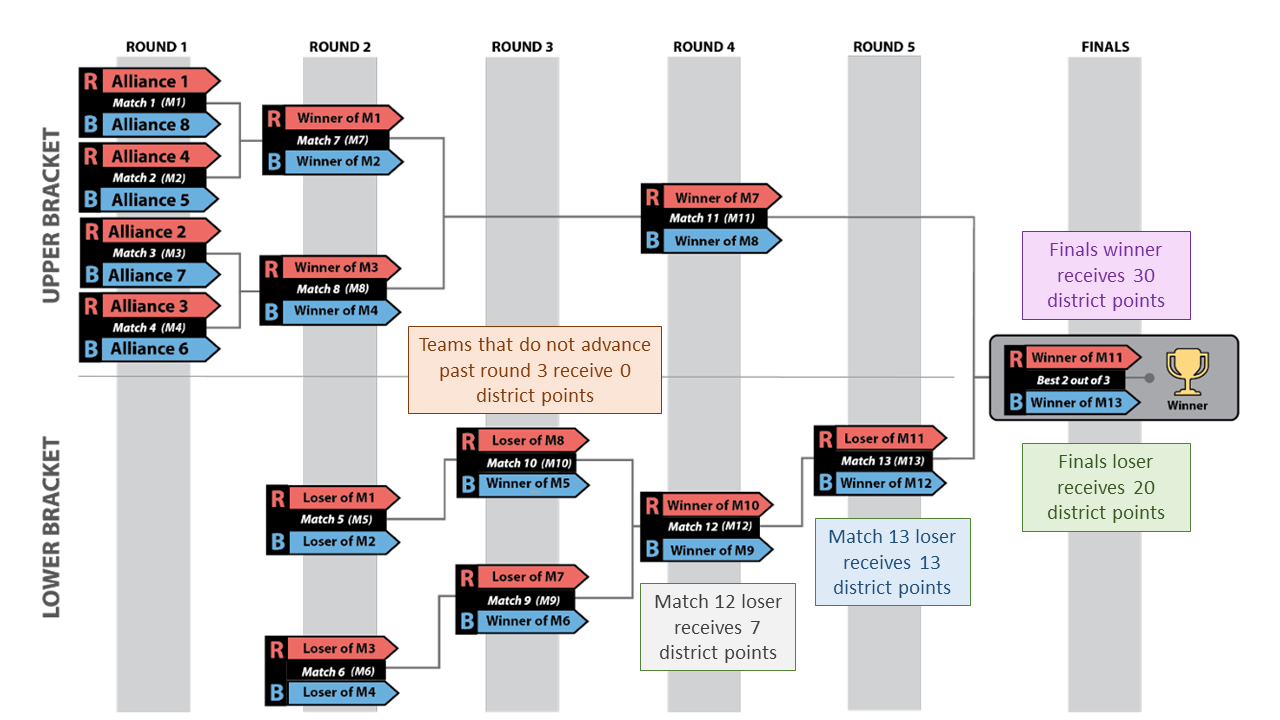 ROUND 1
ROUND 2
ROUND 3
ROUND 4
ROUND 5
FINALS
UPPER BRACKET
R Alliance 1
Match 1 (M1)
B Alliance 8
R Alliance 4
Match 2 (M2)
B Alliance 5
R Alliance 2
Match 3 (M3)
B Alliance 7
R Alliance 3
Match 4 (M4)
B Alliance 6
R Winner of M1
Match 7 (M7)
B Winner of M2
R Winner of M3
Match 8 (M8)
B Winner of M4
R Winner of M7
Match 11 (M11)
B Winner of M8
Finals winner
receives 30
district points
Teams that do not advance
past round 3 receive 0
district points
R Winner of M11
Best 2 out of 3
B Winner of M13
Winner
LOWER BRACKET
R Loser of M1
Match 5 (M5)
B Loser of M2
R Loser of M3
Match 6 (M6)
B Loser of M4
R Loser of M8
Match 10 (M10)
B Winner of M5
R Loser of M7
Match 9 (M9)
B Winner of M6
R Winner of M10
Match 12 (M12)
B Winner of M9
Match 12 loser
receives 7
district points
R Loser of M11
Match 13 (M13)
B Winner of M12
Match 13 loser
receives 13
district points
Finals loser
receives 20
district points